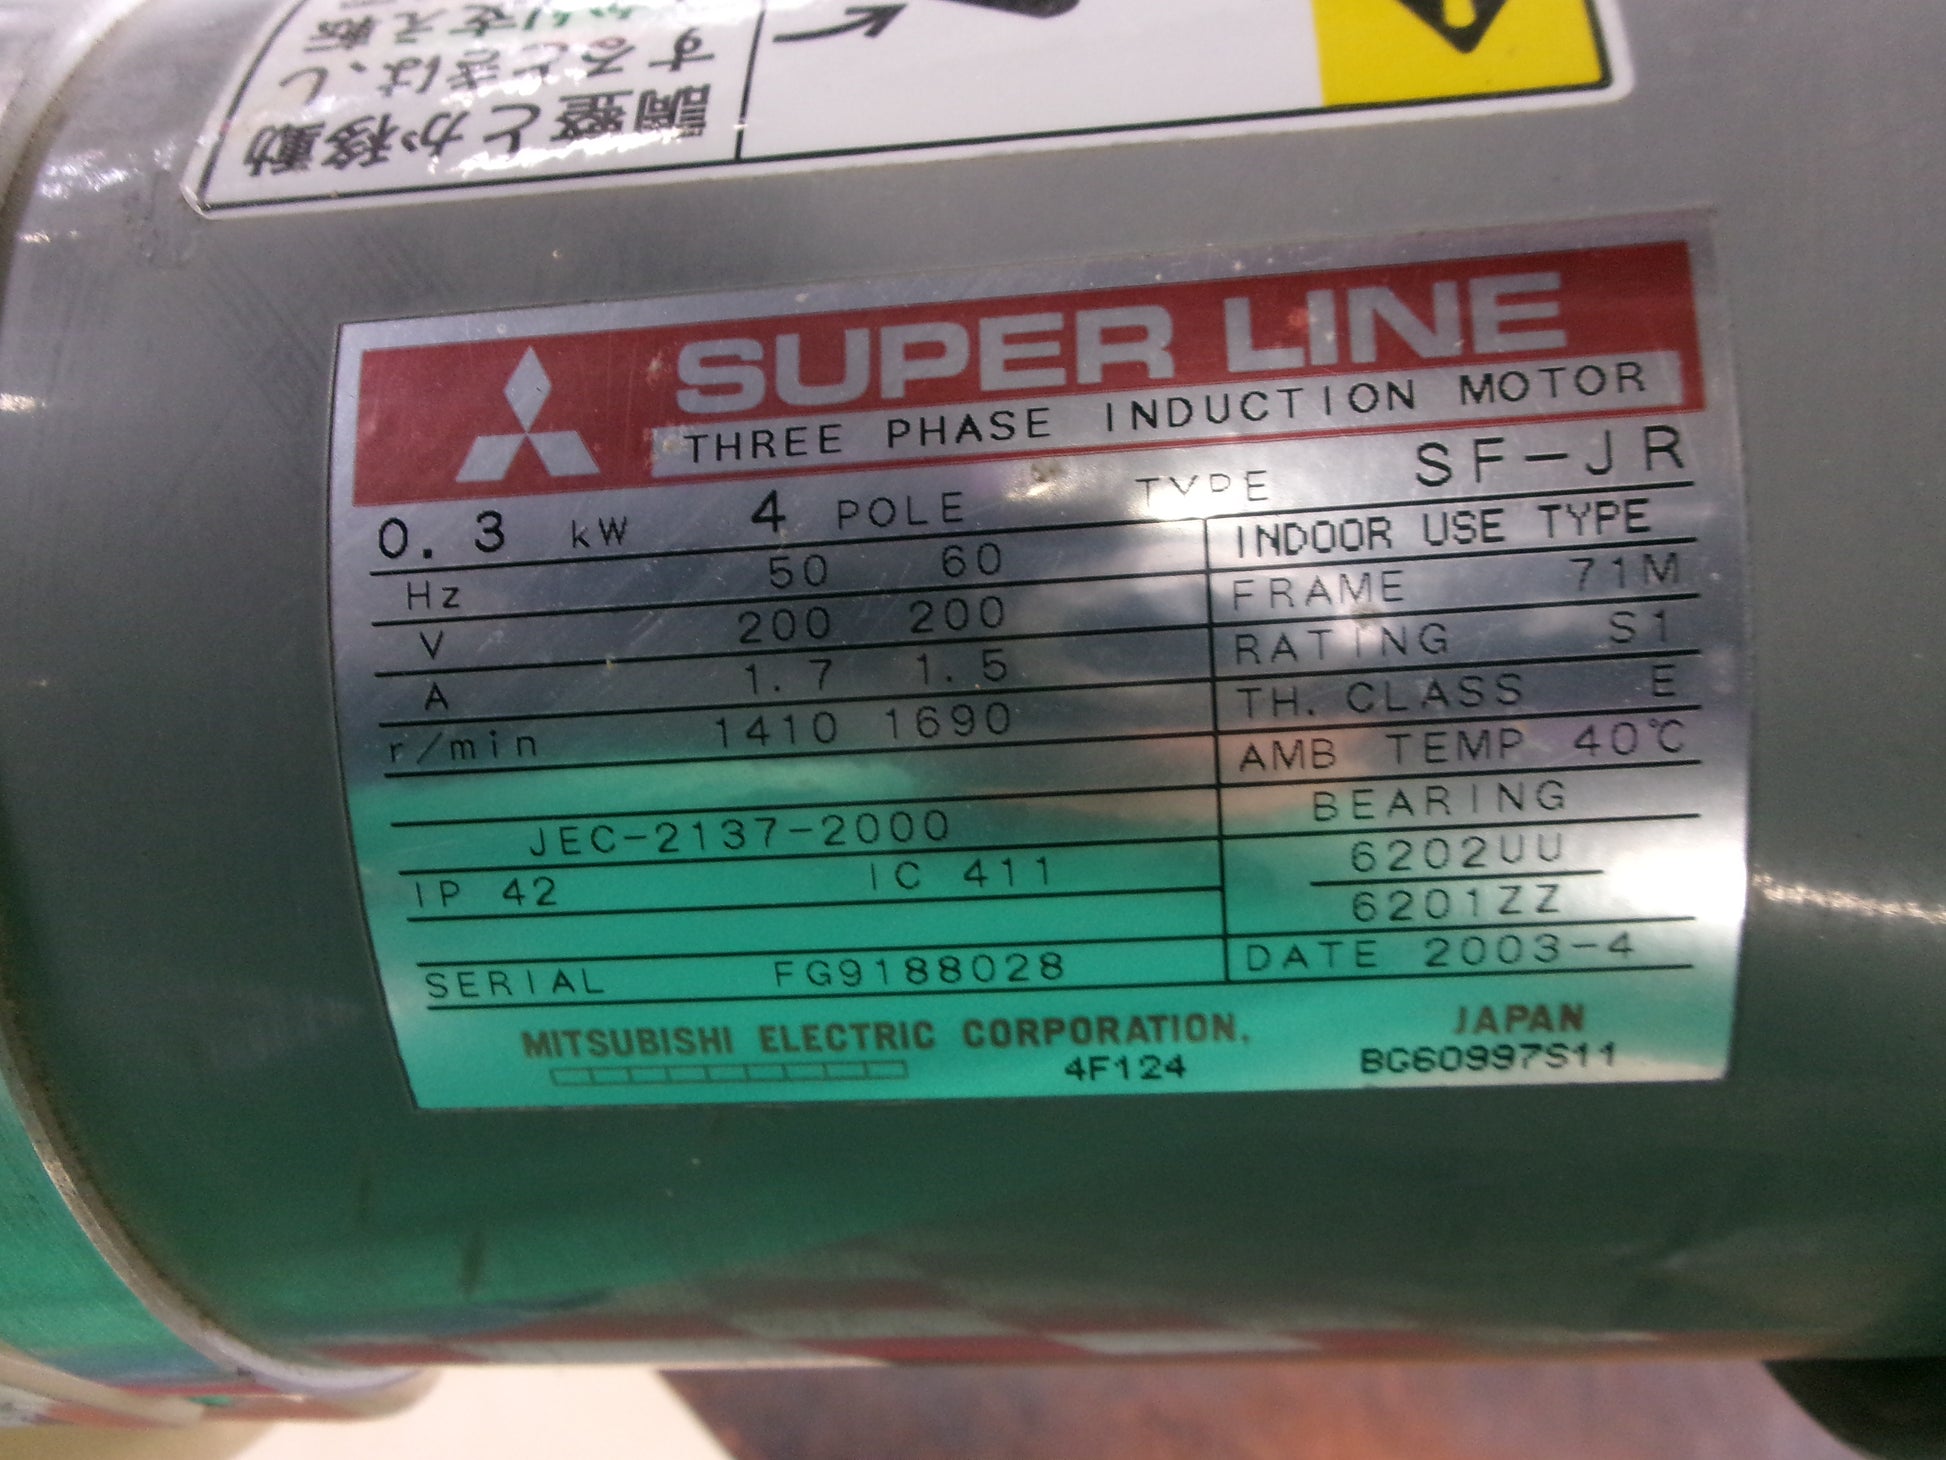 調整とか移動
するときは、し
SUPER LINE
THREE PHASE INDUCTION MOTOR
0.3 kW 4 POLE TYPE SF-JR
Hz 50 60 INDOOR USE TYPE
V 200 200 FRAME 71M
A 1.7 1.5 RATING S1
r/min 1410 1690 TH. CLASS E
AMB TEMP 40℃
JEC-2137-2000 BEARING
IP 42 IC 411 6202UU
6201ZZ
SERIAL FG9188028 DATE 2003-4
MITSUBISHI ELECTRIC CORPORATION. JAPAN
4F124 BG60997S11